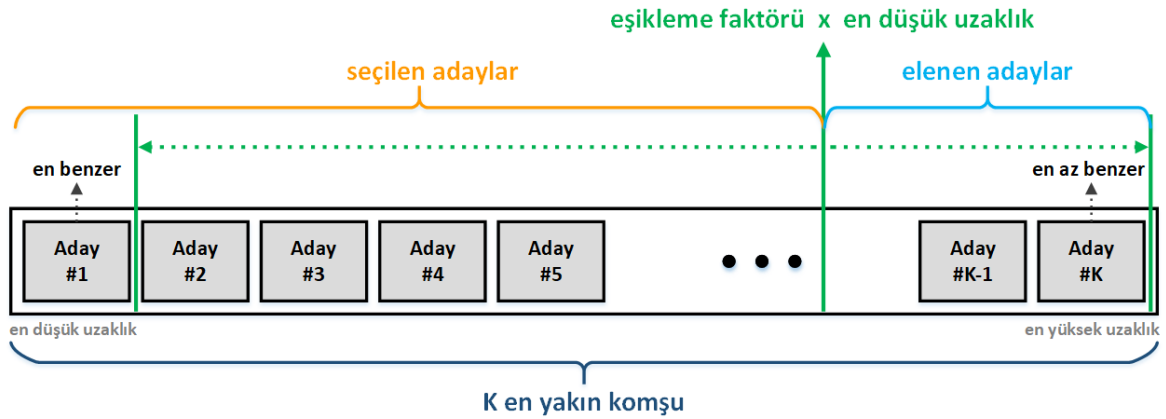 eşikleme faktörü x en düşük uzaklık
seçilen adaylar
elenen adaylar
en benzer
en az benzer
Aday #1
Aday #2
Aday #3
Aday #4
Aday #5
Aday #K-1
Aday #K
en düşük uzaklık
en yüksek uzaklık
K en yakın komşu